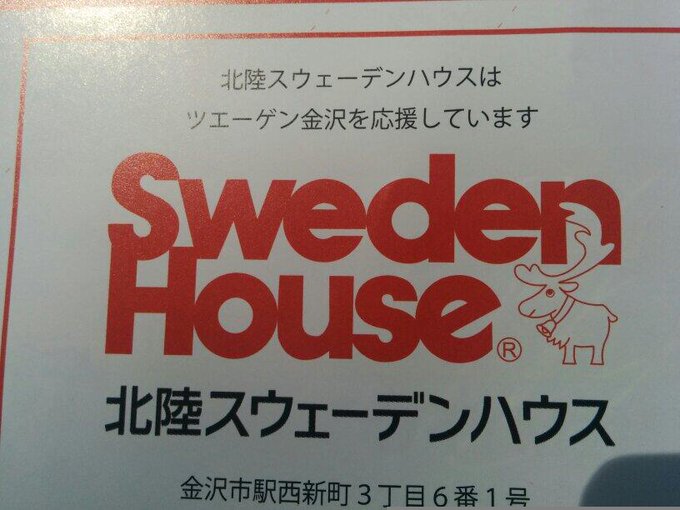 北陸スウェーデンハウスは
ツエーゲン金沢を応援しています
Sweden
House®
北陸スウェーデンハウス
金沢市駅西新町3丁目6番1号